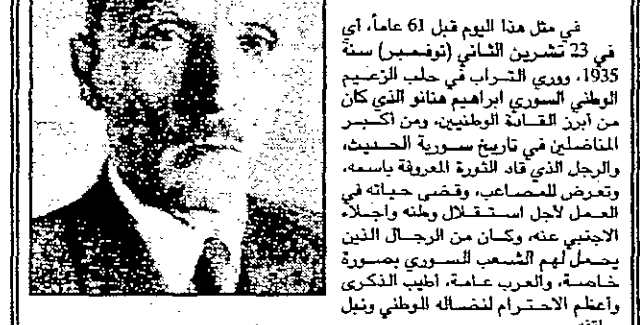 في مثل هذا اليوم قبل 61 عاماً، أي
في 23 تشرين الثاني (نوفمبر) سنة
1935، ووري التراب في حلب الزعيم
الوطني السوري ابراهيم هنانو الذي كان
من أبرز القادة الوطنيين، ومن أكبر
المناضلين في تاريخ سورية الحديث،
والرجل الذي قاد الثورة المعروفة باسمه،
وتعرض للمصاعب، وقضى حياته في
العمل لأجل استقلال وطنه واجلاء
الاجنبي عنه، وكان من الرجال الذين
يحمل لهم الشعب السوري بصورة
خاصة، والعرب عامة، أطيب الذكرى
وأعظم الاحترام لنضاله الوطني ونبل